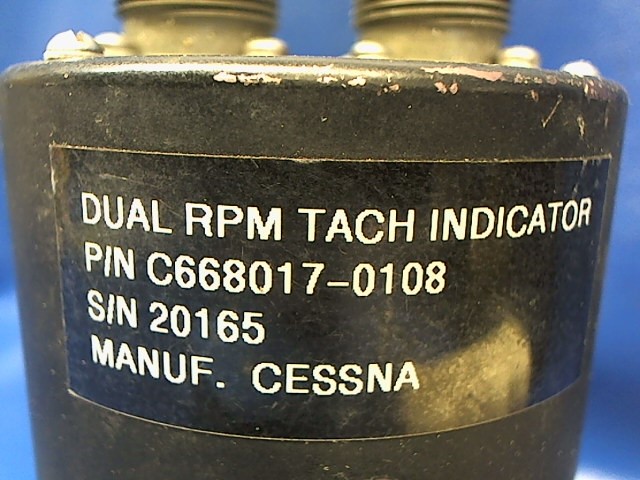 DUAL RPM TACH INDICATOR
P/N C668017-0108
S/N 20165
MANUF. CESSNA